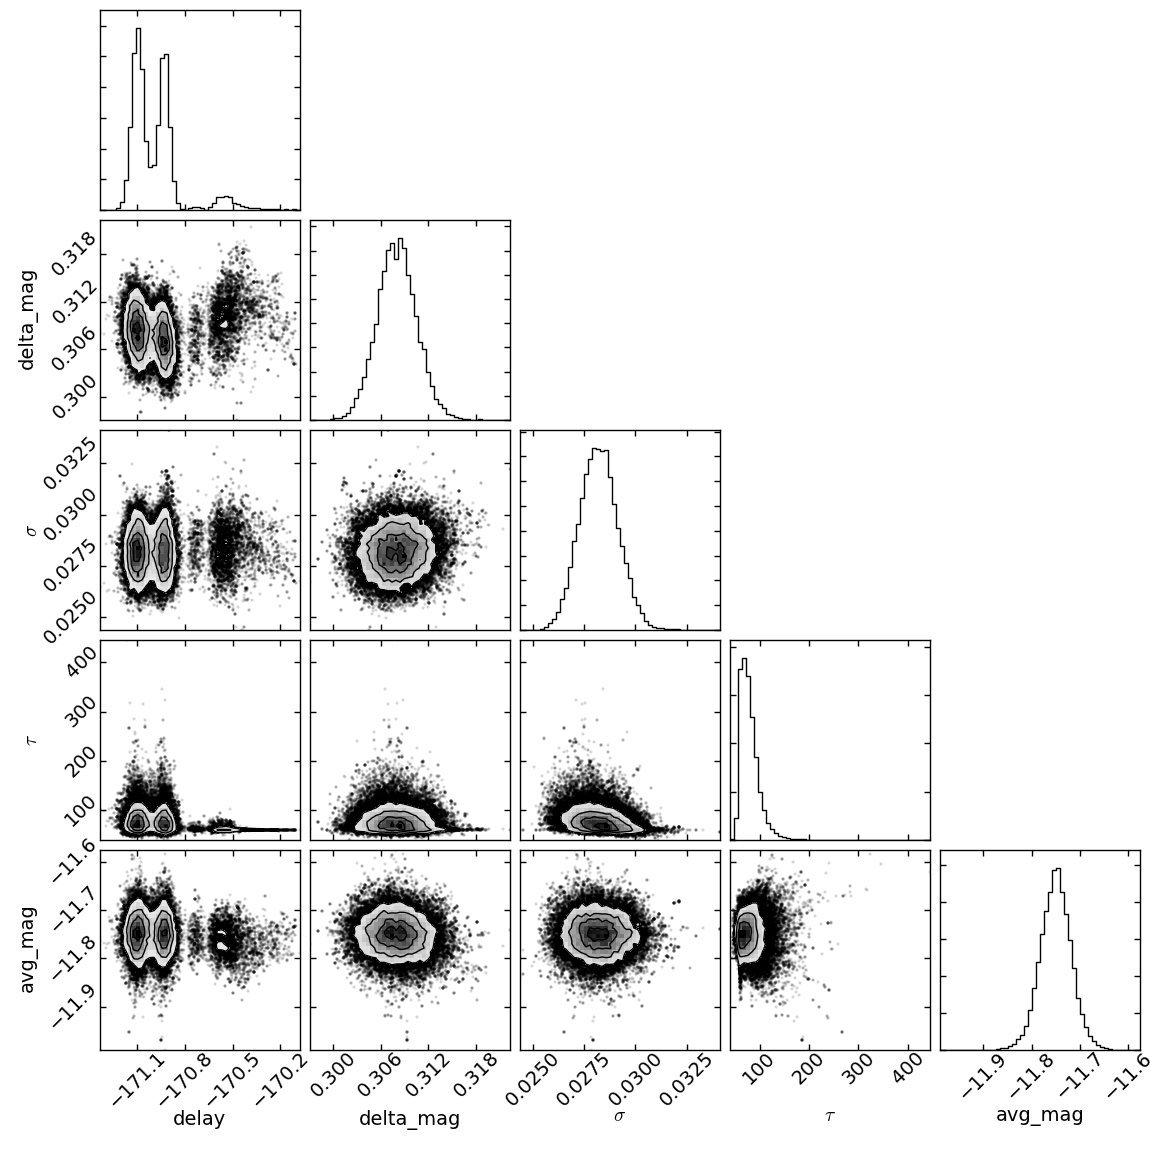 0.318
0.312
0.306
0.300
delta_mag
0.0325
0.0300
0.0275
0.0250
σ
400
300
200
100
τ
−11.6
−11.7
−11.8
−11.9
avg_mag
−171.1 −170.8 −170.5 −170.2
0.300 0.306 0.312 0.318
0.0250 0.0275 0.0300 0.0325
100 200 300 400
−11.9 −11.8 −11.7 −11.6
delay delta_mag σ τ avg_mag